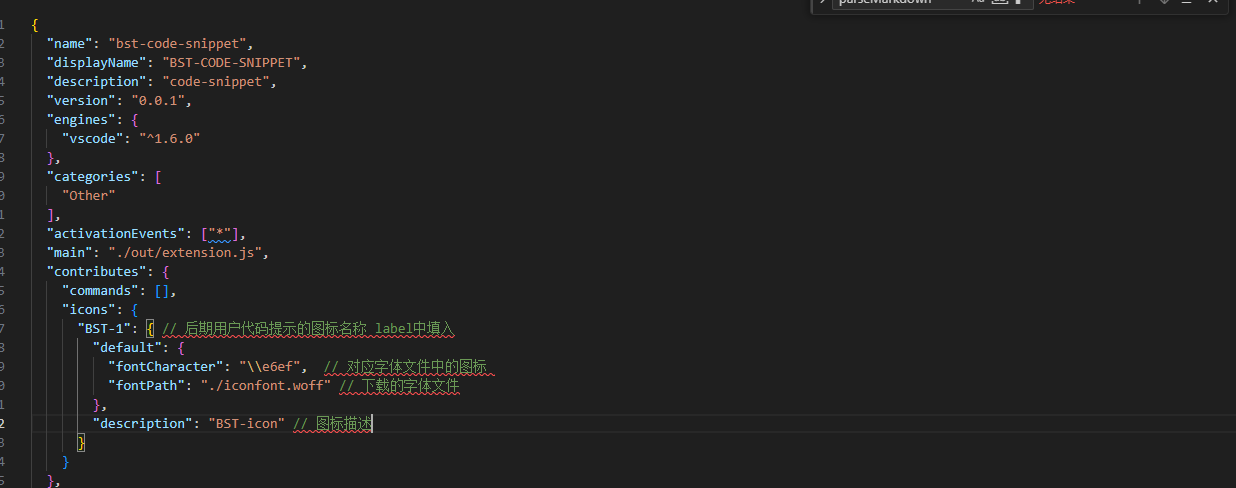 parseMarkdown
无结果
1 {
2 "name": "bst-code-snippet",
3 "displayName": "BST-CODE-SNIPPET",
4 "description": "code-snippet",
5 "version": "0.0.1",
6 "engines": {
7 "vscode": "^1.6.0"
8 },
9 "categories": [
0 "Other"
1 ],
2 "activationEvents": ["*"],
3 "main": "./out/extension.js",
4 "contributes": {
5 "commands": [],
6 "icons": {
7 "BST-1": { // 后期用户代码提示的图标名称 label中填入
8 "default": {
9 "fontCharacter": "\\e6ef", // 对应字体文件中的图标
0 "fontPath": "./iconfont.woff" // 下载的字体文件
1 },
2 "description": "BST-icon" // 图标描述
3 }
4 }
5 },